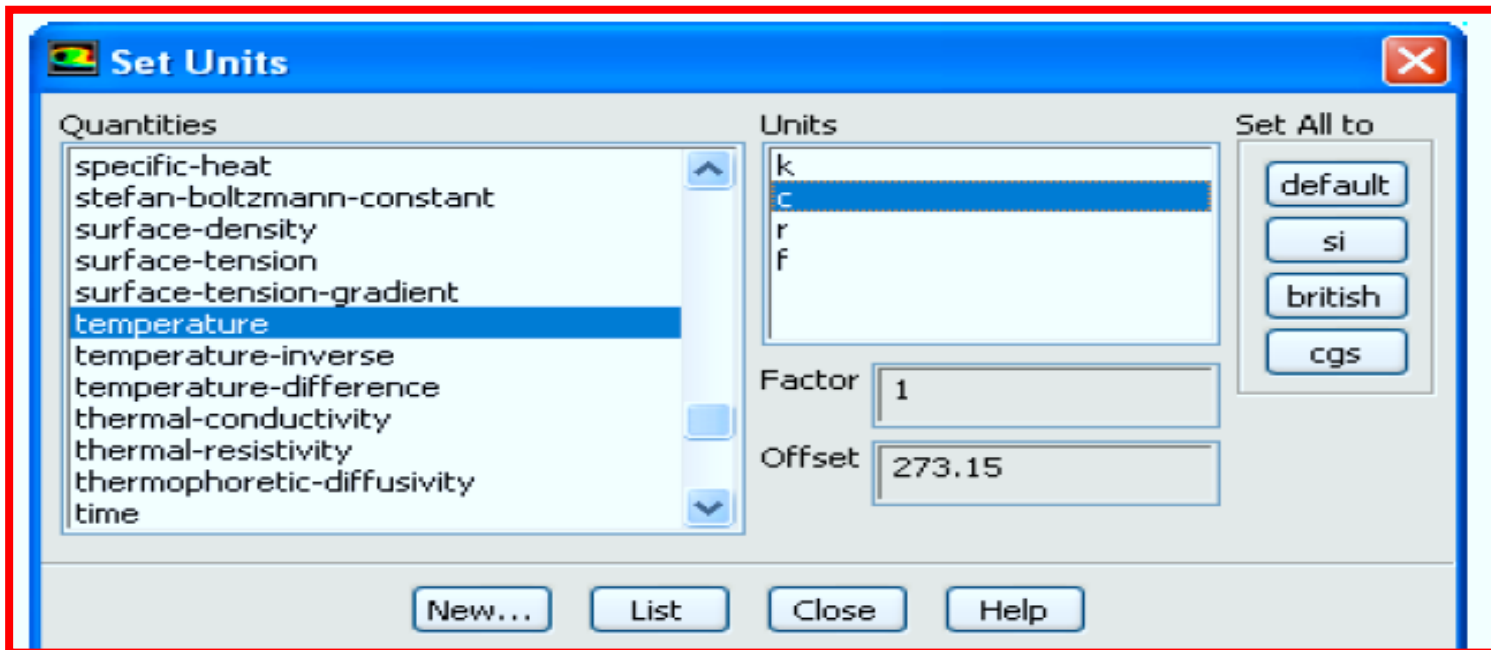 Set Units
Quantities
specific-heat
stefan-boltzmann-constant
surface-density
surface-tension
surface-tension-gradient
temperature
temperature-inverse
temperature-difference
thermal-conductivity
thermal-resistivity
thermophoretic-diffusivity
time
Units
k
c
r
f
Factor
1
Offset
273.15
Set All to
default
si
british
cgs
New... List Close Help